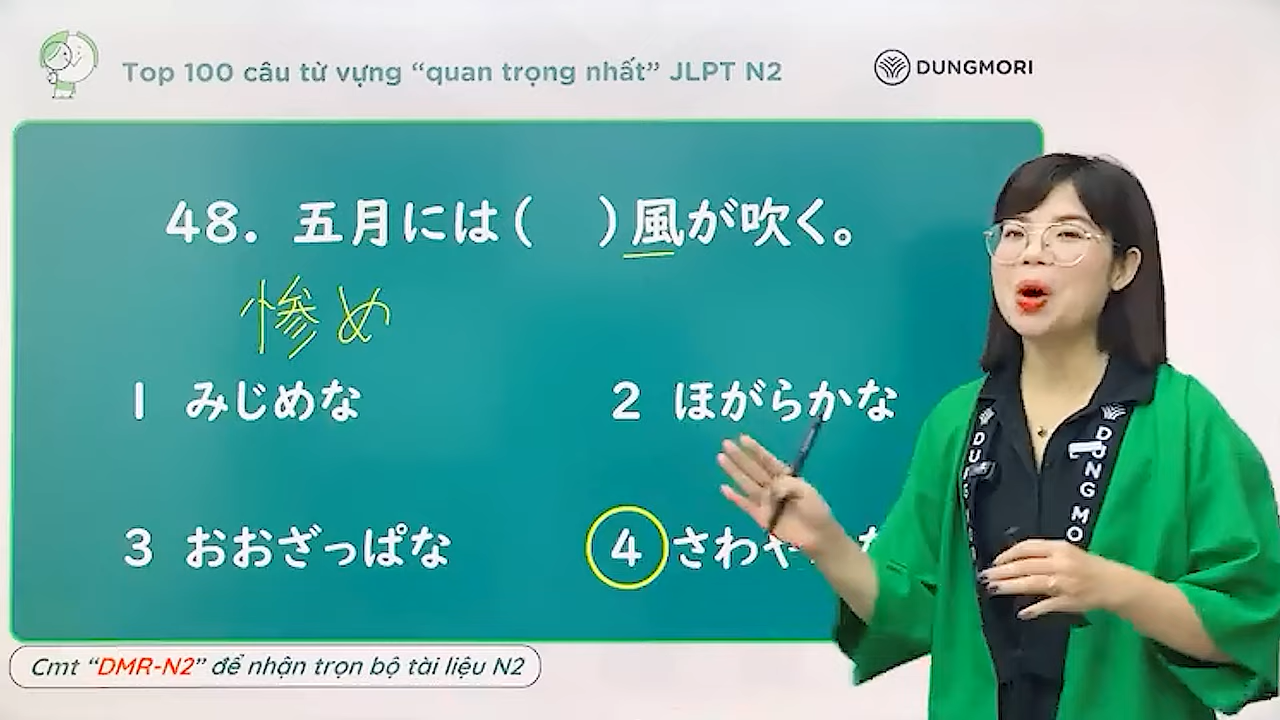 Top 100 câu từ vựng “quan trọng nhất” JLPT N2
DUNGMORI
48. 五月には（　）風が吹く。
惨め
1 みじめな
2 ほがらかな
3 おおざっぱな
4 さわや
Cmt “DMR-N2” để nhận trọn bộ tài liệu N2
DUNG MO